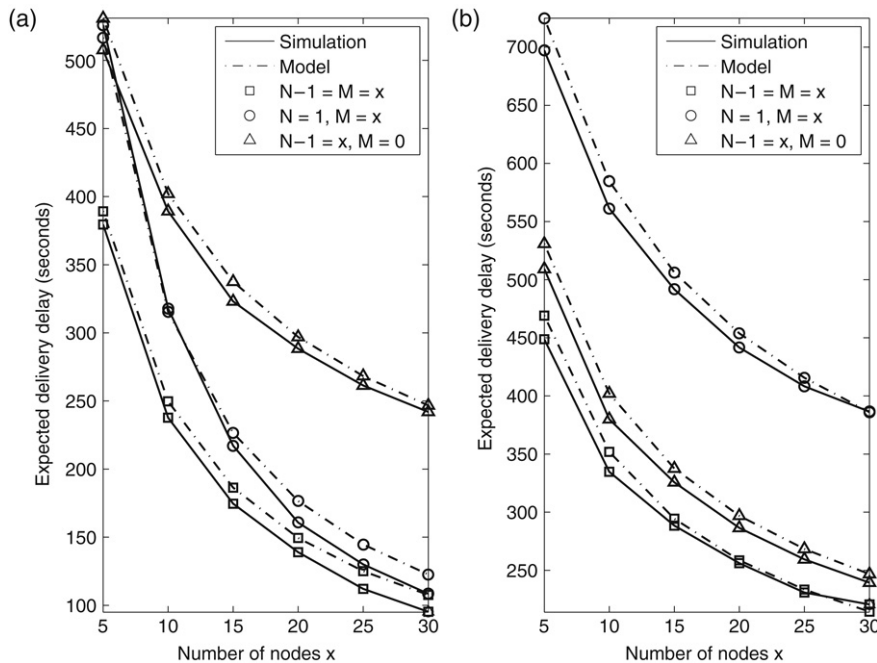 (a)
Expected delivery delay (seconds)
500
450
400
350
300
250
200
150
100
5 10 15 20 25 30
Number of nodes x
Simulation
Model
N−1 = M = x
N = 1, M = x
N−1 = x, M = 0
(b)
Expected delivery delay (seconds)
700
650
600
550
500
450
400
350
300
250
5 10 15 20 25 30
Number of nodes x
Simulation
Model
N−1 = M = x
N = 1, M = x
N−1 = x, M = 0